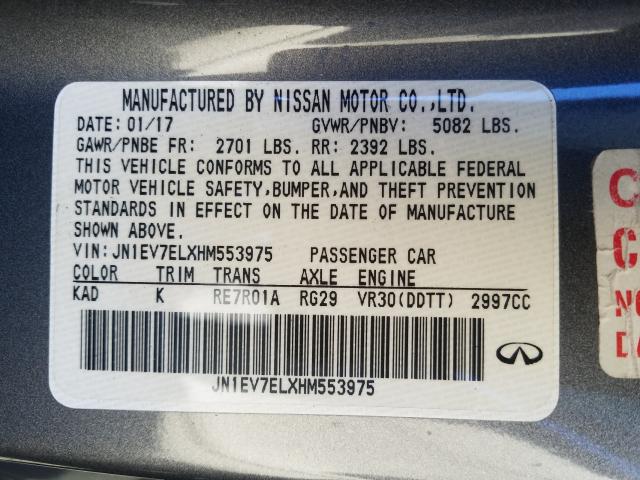 MANUFACTURED BY NISSAN MOTOR CO.,LTD.
DATE: 01/17 GVWR/PNBV: 5082 LBS.
GAWR/PNBE FR: 2701 LBS. RR: 2392 LBS.
THIS VEHICLE CONFORMS TO ALL APPLICABLE FEDERAL
MOTOR VEHICLE SAFETY,BUMPER,AND THEFT PREVENTION
STANDARDS IN EFFECT ON THE DATE OF MANUFACTURE
SHOWN ABOVE.
VIN: JN1EV7ELXHM553975 PASSENGER CAR
COLOR TRIM TRANS AXLE ENGINE
KAD K RE7R01A RG29 VR30(DDTT) 2997CC
JN1EV7ELXHM553975